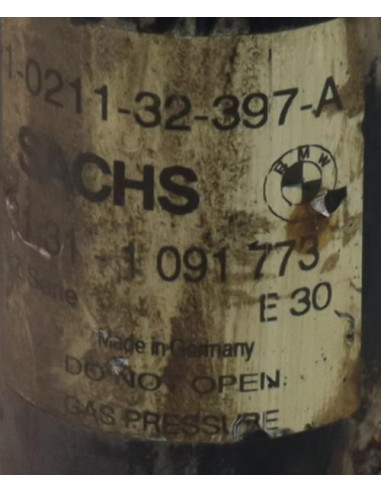 1-0211-32-397-A
SACHS
BMW
31 - 1 091 773
Serie
E 30
Made in Germany
DO NOT OPEN
GAS PRESSURE